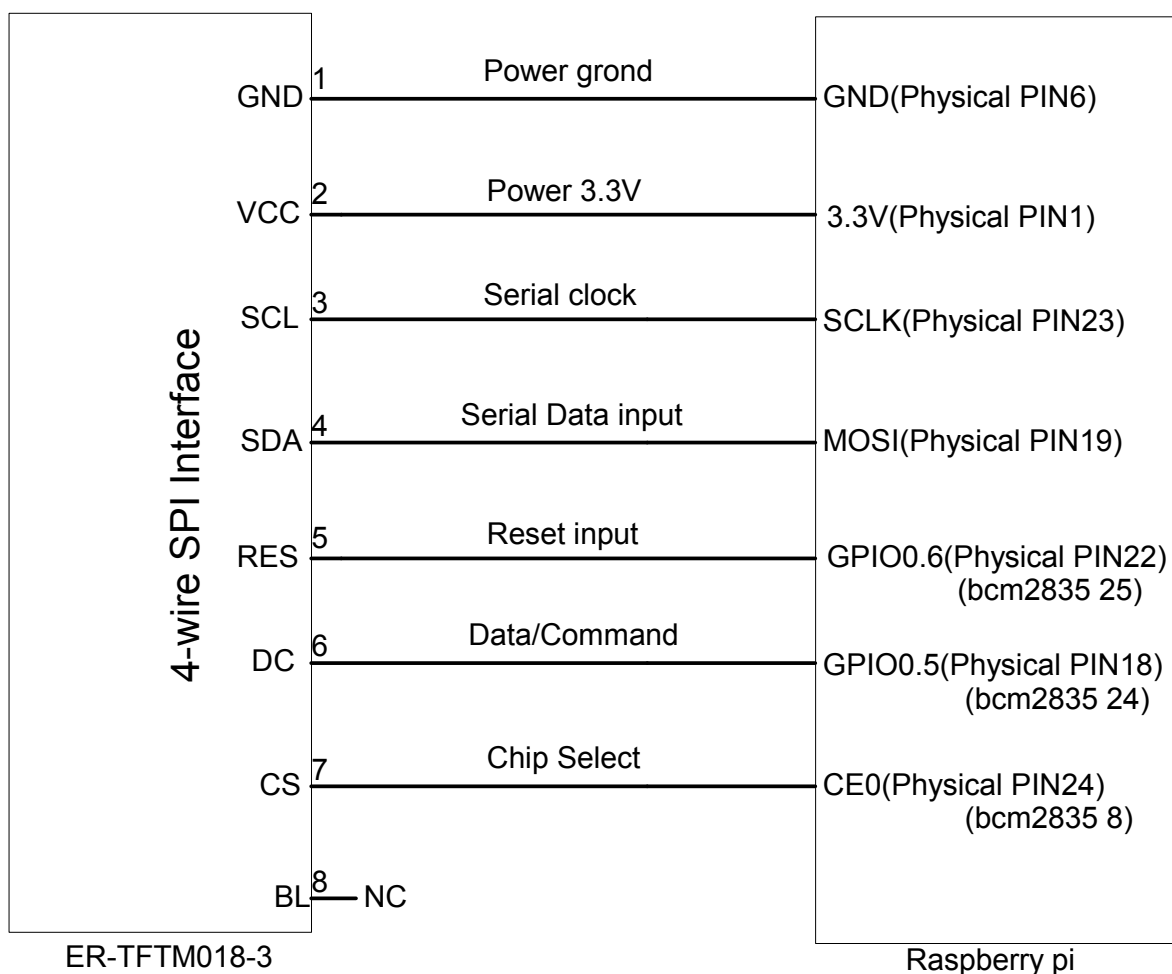 1
Power grond
GND
GND(Physical PIN6)
2
Power 3.3V
VCC
3.3V(Physical PIN1)
3
Serial clock
SCL
SCLK(Physical PIN23)
4-wire SPI Interface
4
Serial Data input
SDA
MOSI(Physical PIN19)
5
Reset input
RES
GPIO0.6(Physical PIN22)
(bcm2835 25)
6
Data/Command
DC
GPIO0.5(Physical PIN18)
(bcm2835 24)
7
Chip Select
CS
CE0(Physical PIN24)
(bcm2835 8)
8
BL
NC
ER-TFTM018-3
Raspberry pi